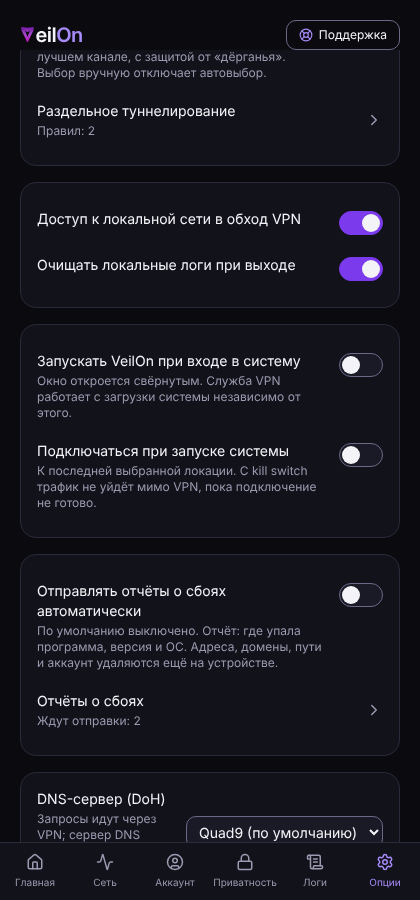 VeilOn
Поддержка
лучшем канале, с защитой от «дёрганья».
Выбор вручную отключает автовыбор.
Раздельное туннелирование
Правил: 2
Доступ к локальной сети в обход VPN
Очищать локальные логи при выходе
Запускать VeilOn при входе в систему
Окно откроется свёрнутым. Служба VPN
работает с загрузки системы независимо от
этого.
Подключаться при запуске системы
К последней выбранной локации. С kill switch
трафик не уйдёт мимо VPN, пока подключение
не готово.
Отправлять отчёты о сбоях
автоматически
По умолчанию выключено. Отчёт: где упала
программа, версия и ОС. Адреса, домены, пути
и аккаунт удаляются ещё на устройстве.
Отчёты о сбоях
Ждут отправки: 2
DNS-сервер (DoH)
Запросы идут через
VPN; сервер DNS
Quad9 (по умолчанию)
Главная
Сеть
Аккаунт
Приватность
Логи
Опции